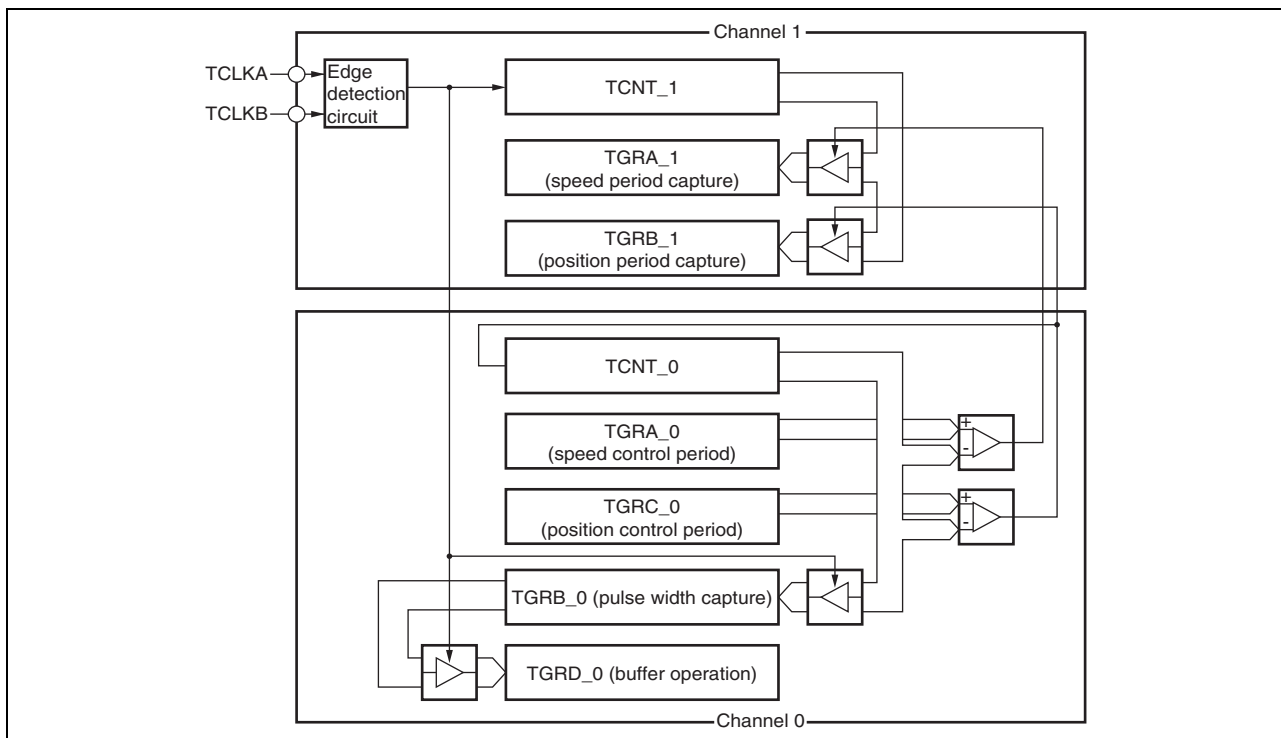 Channel 1
TCLKA
TCLKB
Edge
detection
circuit
TCNT_1
TGRA_1
(speed period capture)
TGRB_1
(position period capture)
TCNT_0
TGRA_0
(speed control period)
+
-
TGRC_0
(position control period)
+
-
TGRB_0 (pulse width capture)
TGRD_0 (buffer operation)
Channel 0